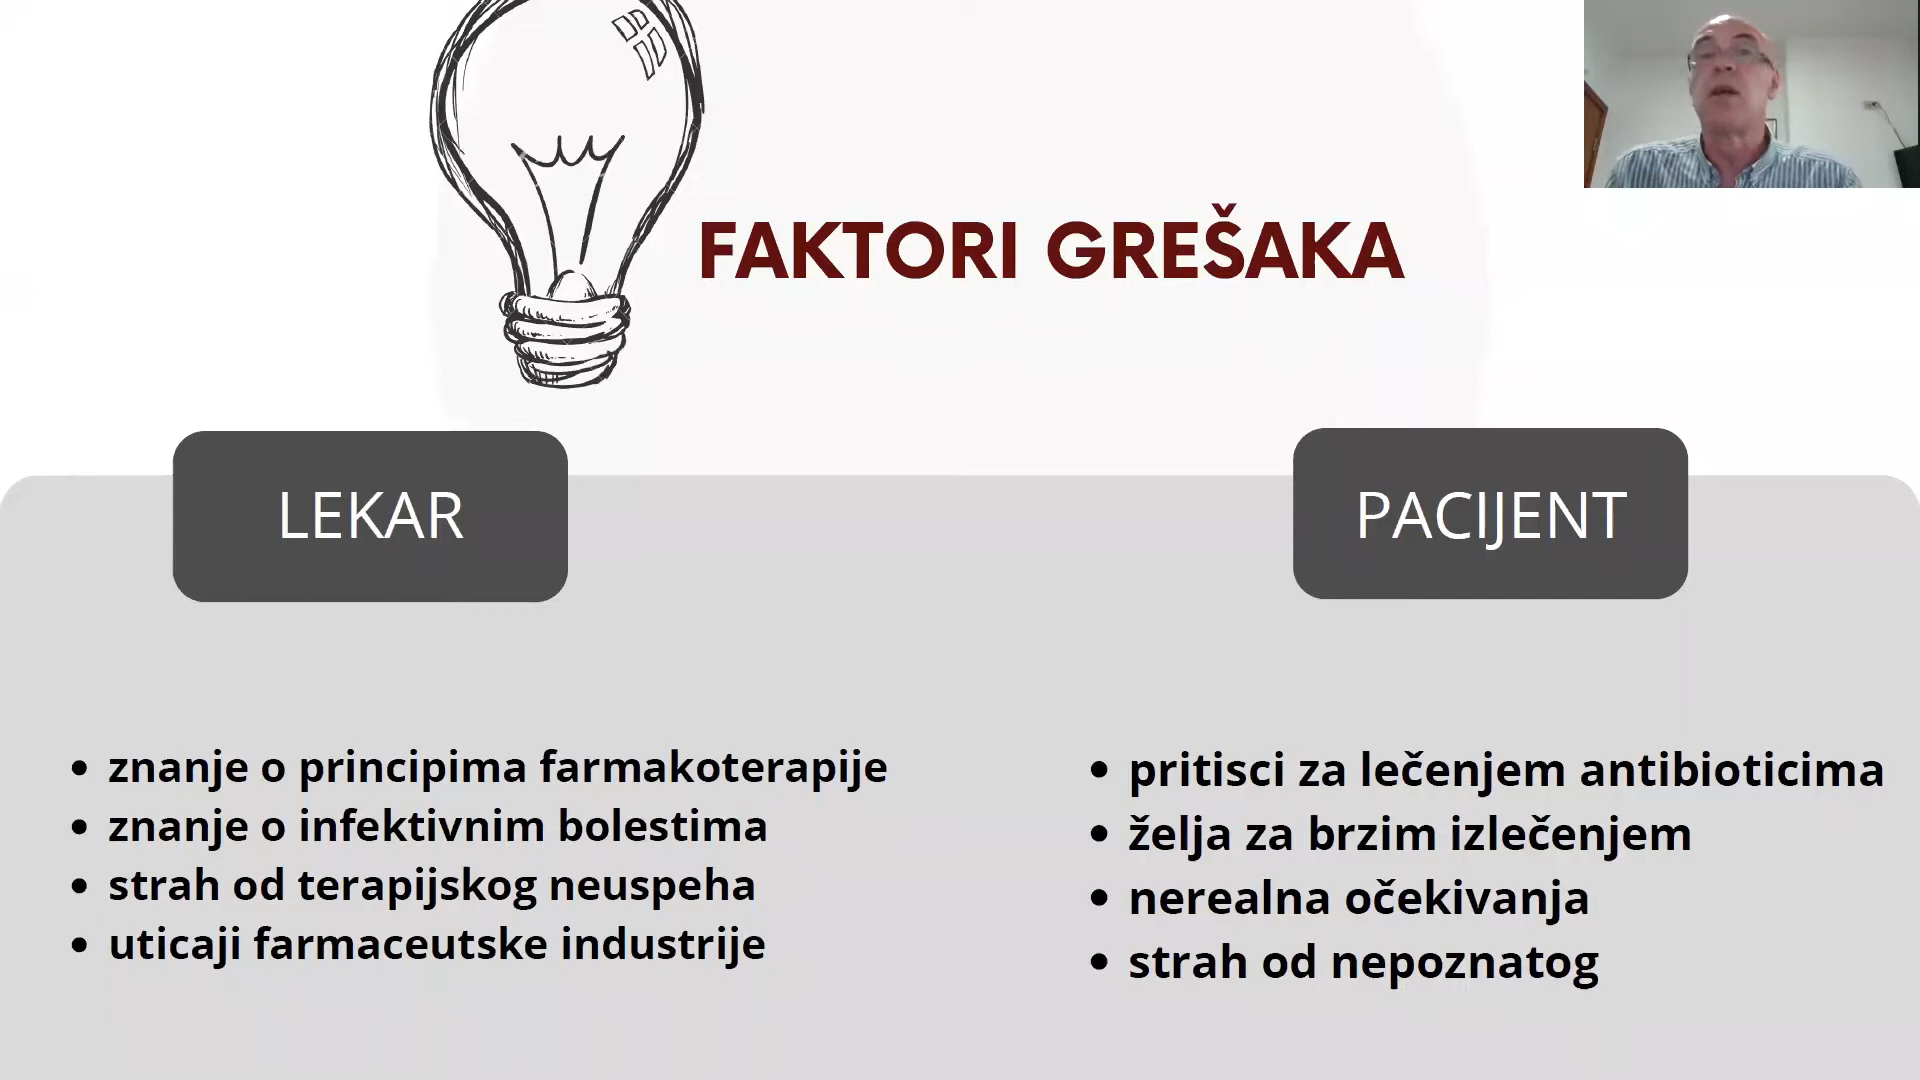 FAKTORI GREŠAKA
LEKAR
PACIJENT
znanje o principima farmakoterapije
znanje o infektivnim bolestima
strah od terapijskog neuspeha
uticaji farmaceutske industrije
pritisci za lečenjem antibioticima
želja za brzim izlečenjem
nerealna očekivanja
strah od nepoznatog